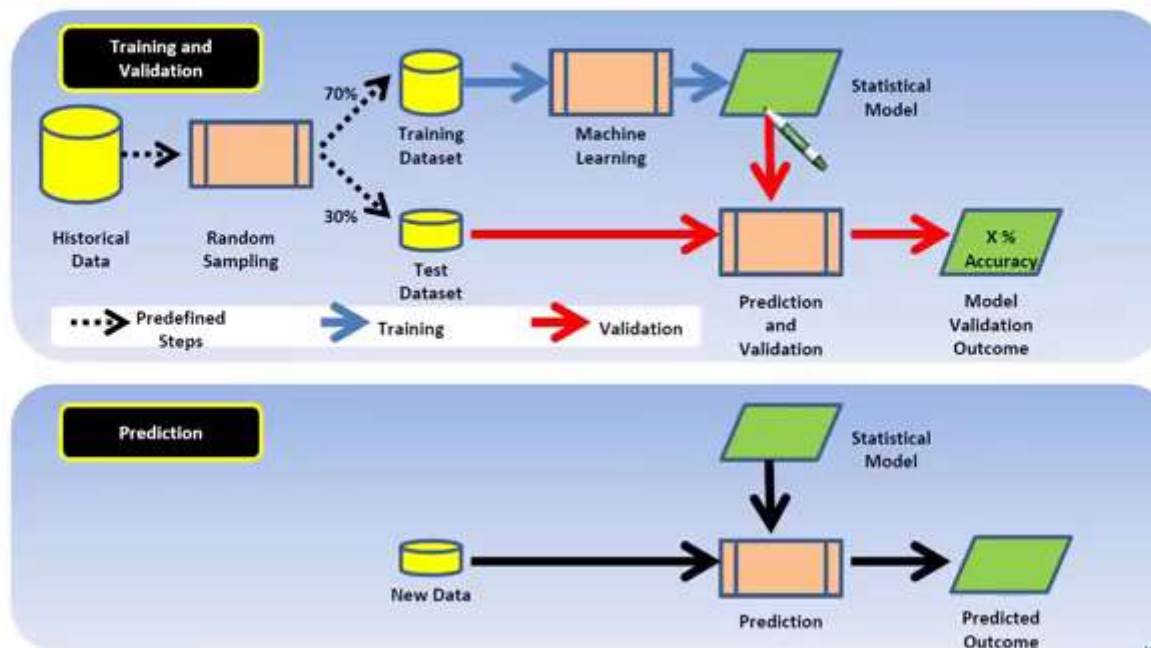 Training and
Validation
70%
30%
Historical
Data
Random
Sampling
Training
Dataset
Test
Dataset
Machine
Learning
Statistical
Model
Prediction
and
Validation
X %
Accuracy
Model
Validation
Outcome
Predefined
Steps
Training
Validation
Prediction
Statistical
Model
New Data
Prediction
Predicted
Outcome